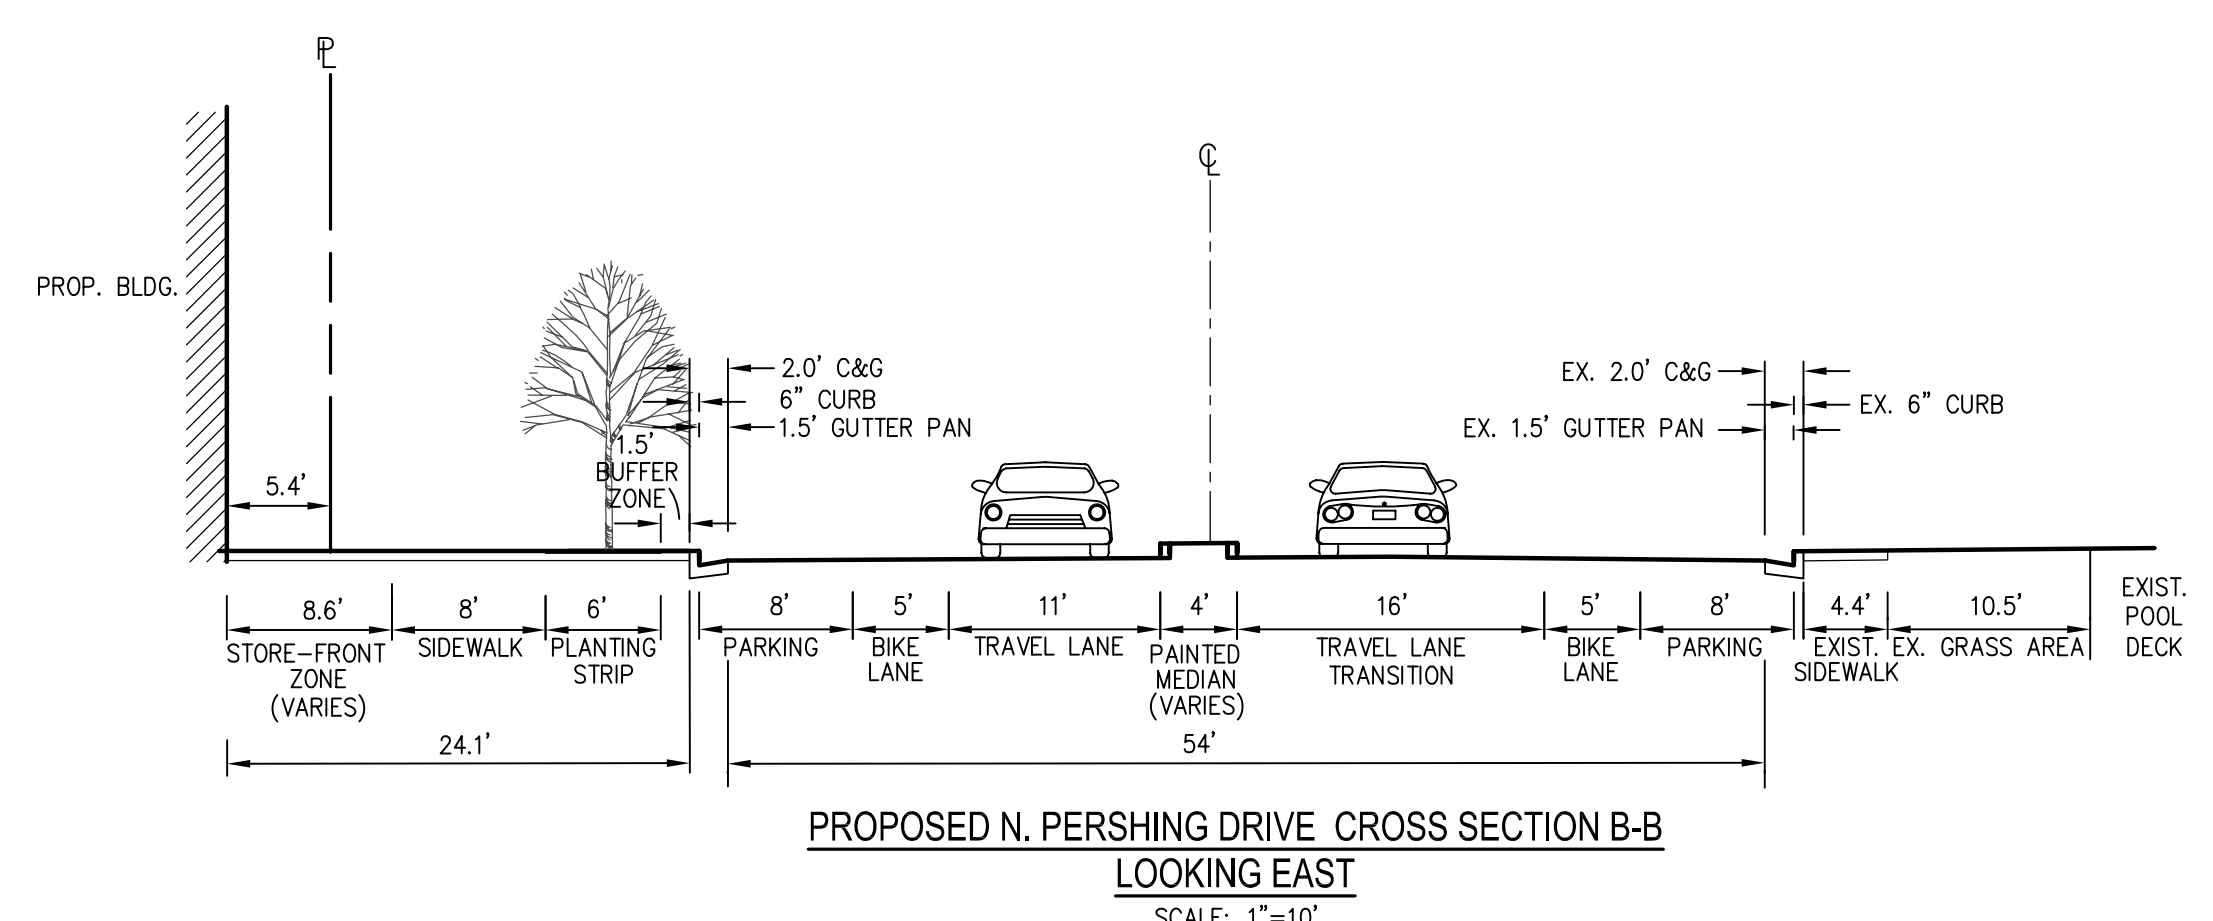 PL
CL
PROP. BLDG.
2.0' C&G
6" CURB
1.5' GUTTER PAN
1.5'
BUFFER
ZONE
5.4'
EX. 2.0' C&G
EX. 6" CURB
EX. 1.5' GUTTER PAN
8.6'
STORE-FRONT
ZONE
(VARIES)
8'
SIDEWALK
6'
PLANTING
STRIP
8'
PARKING
5'
BIKE
LANE
11'
TRAVEL LANE
4'
PAINTED
MEDIAN
(VARIES)
16'
TRAVEL LANE
TRANSITION
5'
BIKE
LANE
8'
PARKING
4.4'
EXIST.
SIDEWALK
10.5'
EX. GRASS AREA
EXIST.
POOL
DECK
24.1'
54'
PROPOSED N. PERSHING DRIVE CROSS SECTION B-B
LOOKING EAST
SCALE: 1"=10'